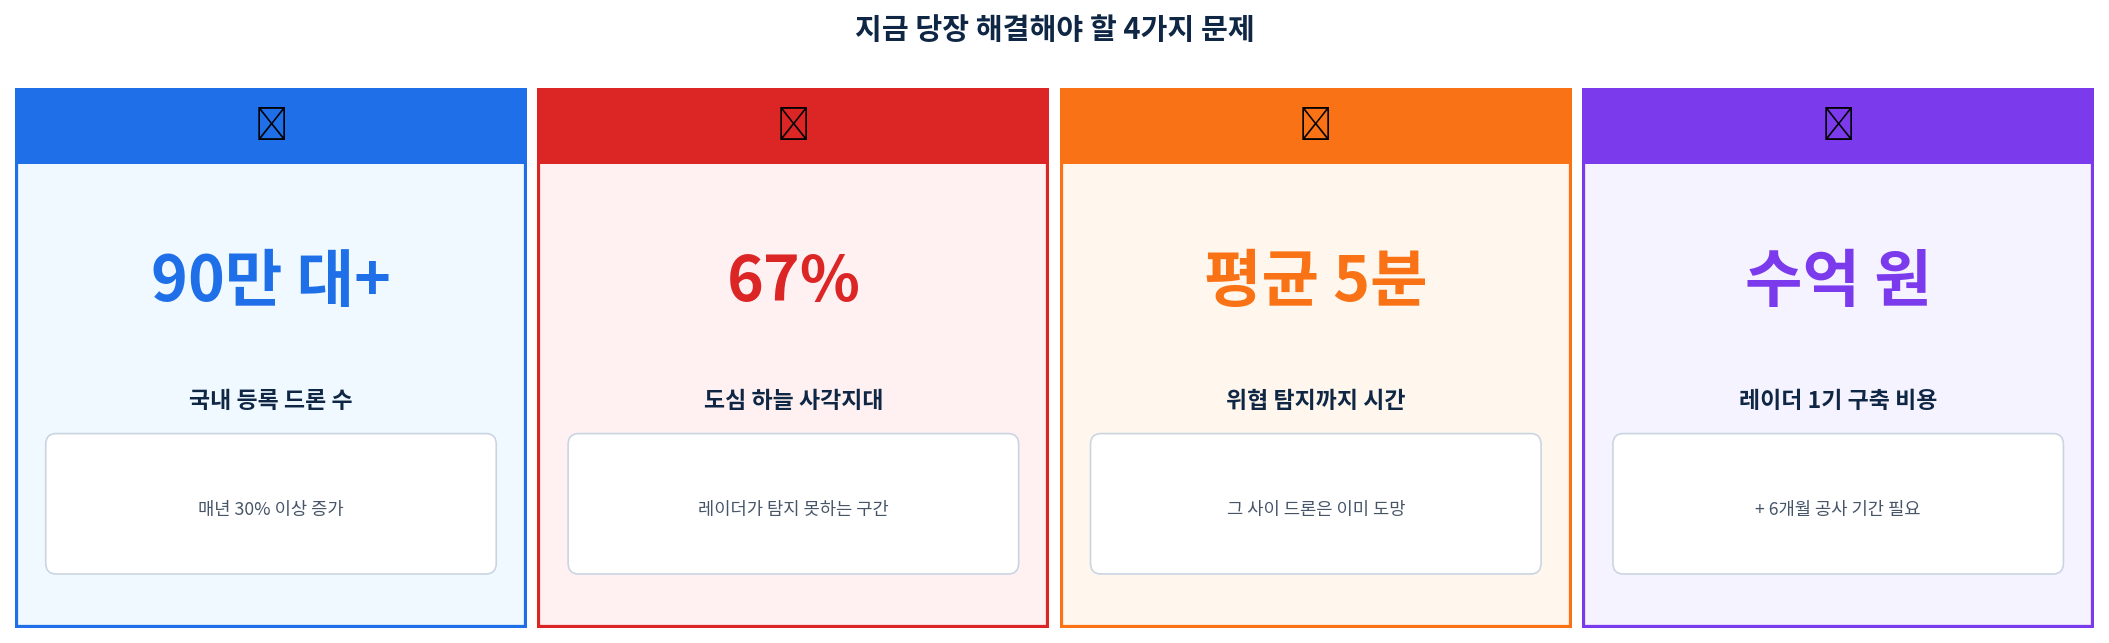 지금 당장 해결해야 할 4가지 문제
90만 대+
국내 등록 드론 수
매년 30% 이상 증가
67%
도심 하늘 사각지대
레이더가 탐지 못하는 구간
평균 5분
위협 탐지까지 시간
그 사이 드론은 이미 도망
수억 원
레이더 1기 구축 비용
+ 6개월 공사 기간 필요